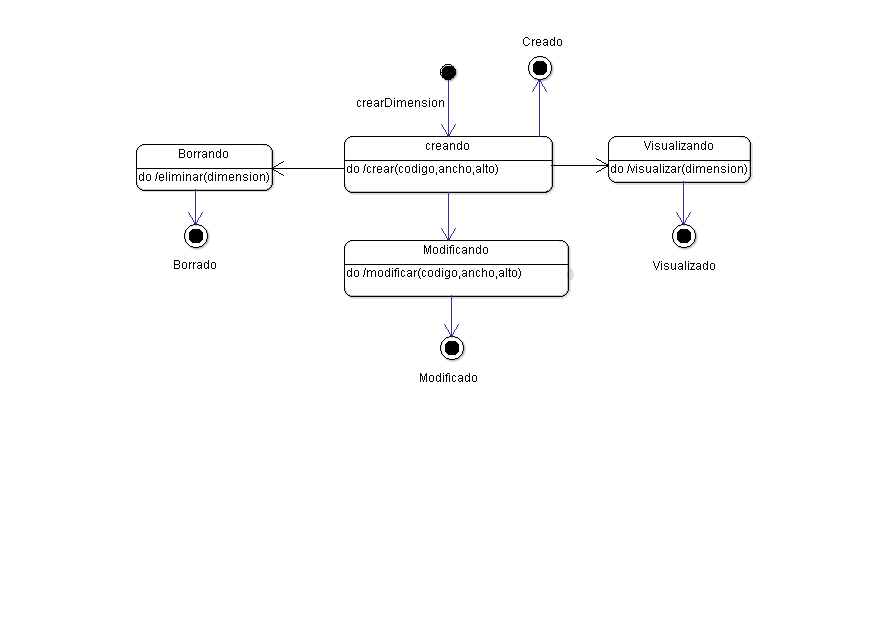 Creado
crearDimension
Borrando
do /eliminar(dimension)
creando
do /crear(codigo,ancho,alto)
Visualizando
do /visualizar(dimension)
Modificando
do /modificar(codigo,ancho,alto)
Borrado
Visualizado
Modificado